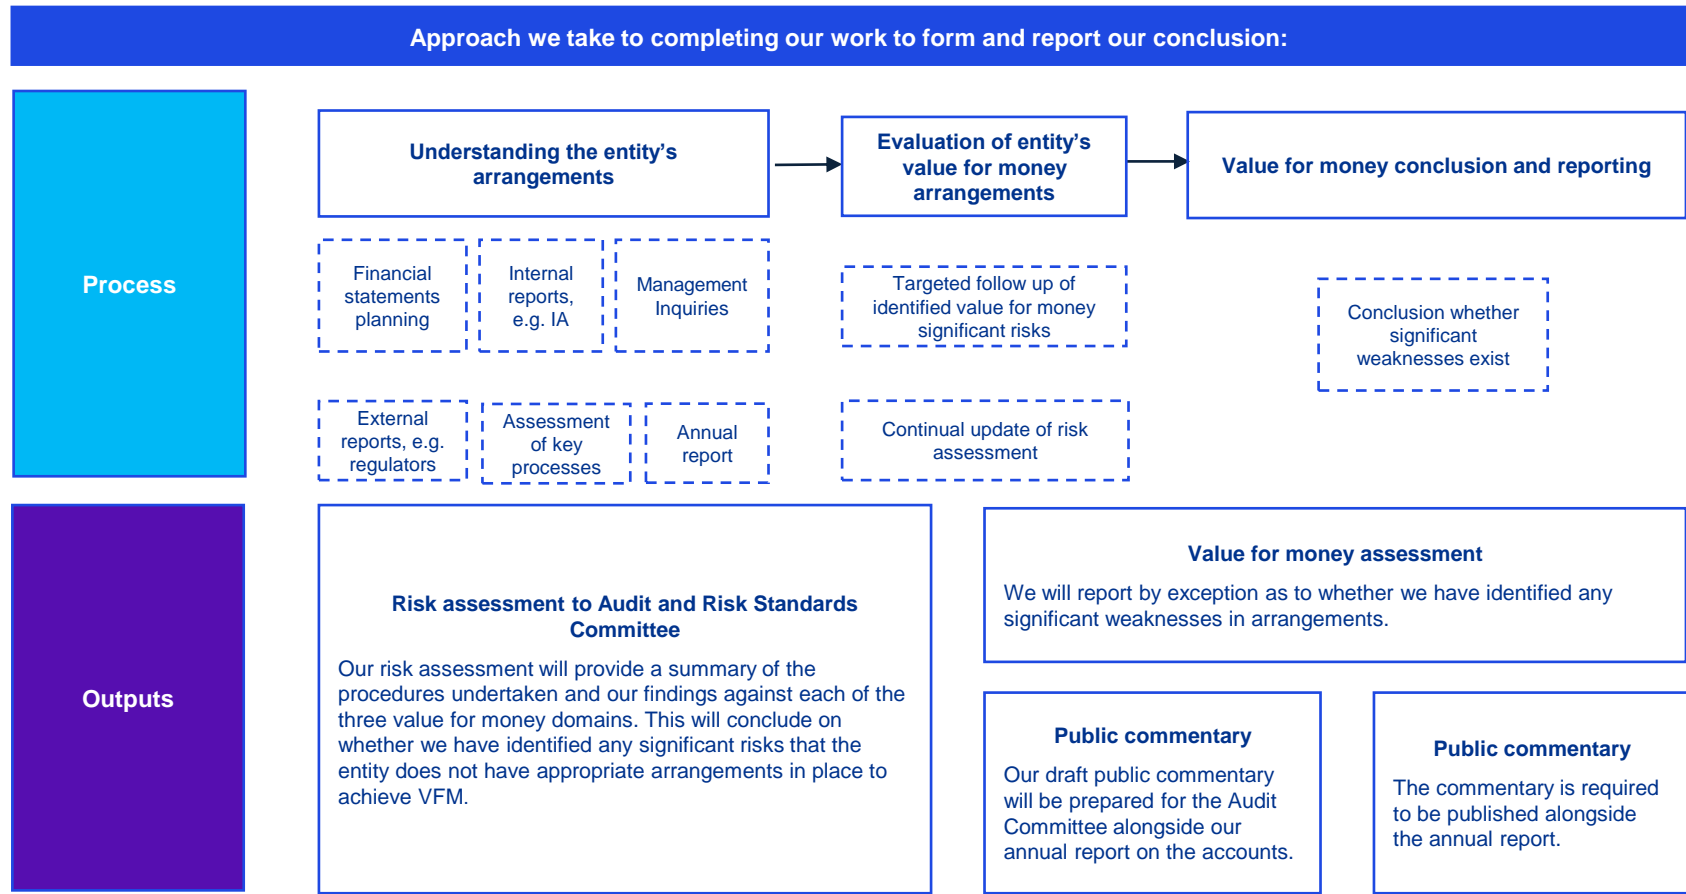 Approach we take to completing our work to form and report our conclusion:
Process
Understanding the entity’s
arrangements
Evaluation of entity’s
value for money
arrangements
Value for money conclusion and reporting
Financial
statements
planning
Internal
reports,
e.g. IA
Management
Inquiries
Targeted follow up of
identified value for money
significant risks
Conclusion whether
significant
weaknesses exist
External
reports, e.g.
regulators
Assessment
of key
processes
Annual
report
Continual update of risk
assessment
Outputs
Risk assessment to Audit and Risk Standards
Committee
Our risk assessment will provide a summary of the
procedures undertaken and our findings against each of the
three value for money domains. This will conclude on
whether we have identified any significant risks that the
entity does not have appropriate arrangements in place to
achieve VFM.
Value for money assessment
We will report by exception as to whether we have identified any
significant weaknesses in arrangements.
Public commentary
Our draft public commentary
will be prepared for the Audit
Committee alongside our
annual report on the accounts.
Public commentary
The commentary is required
to be published alongside
the annual report.